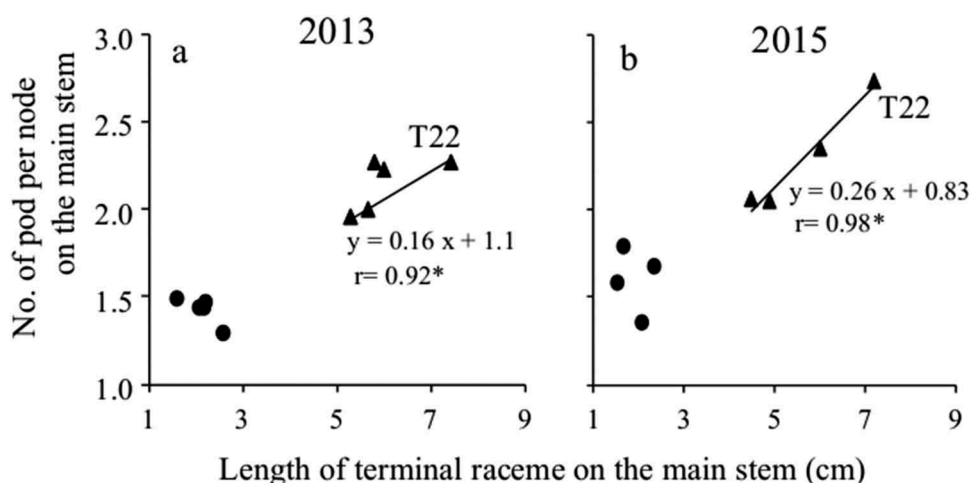 No. of pod per node
on the main stem
3.0
2.5
2.0
1.5
1.0
a
2013
T22
y = 0.16 x + 1.1
r= 0.92*
1 3 5 7 9
b
2015
T22
y = 0.26 x + 0.83
r= 0.98*
1 3 5 7 9
Length of terminal raceme on the main stem (cm)